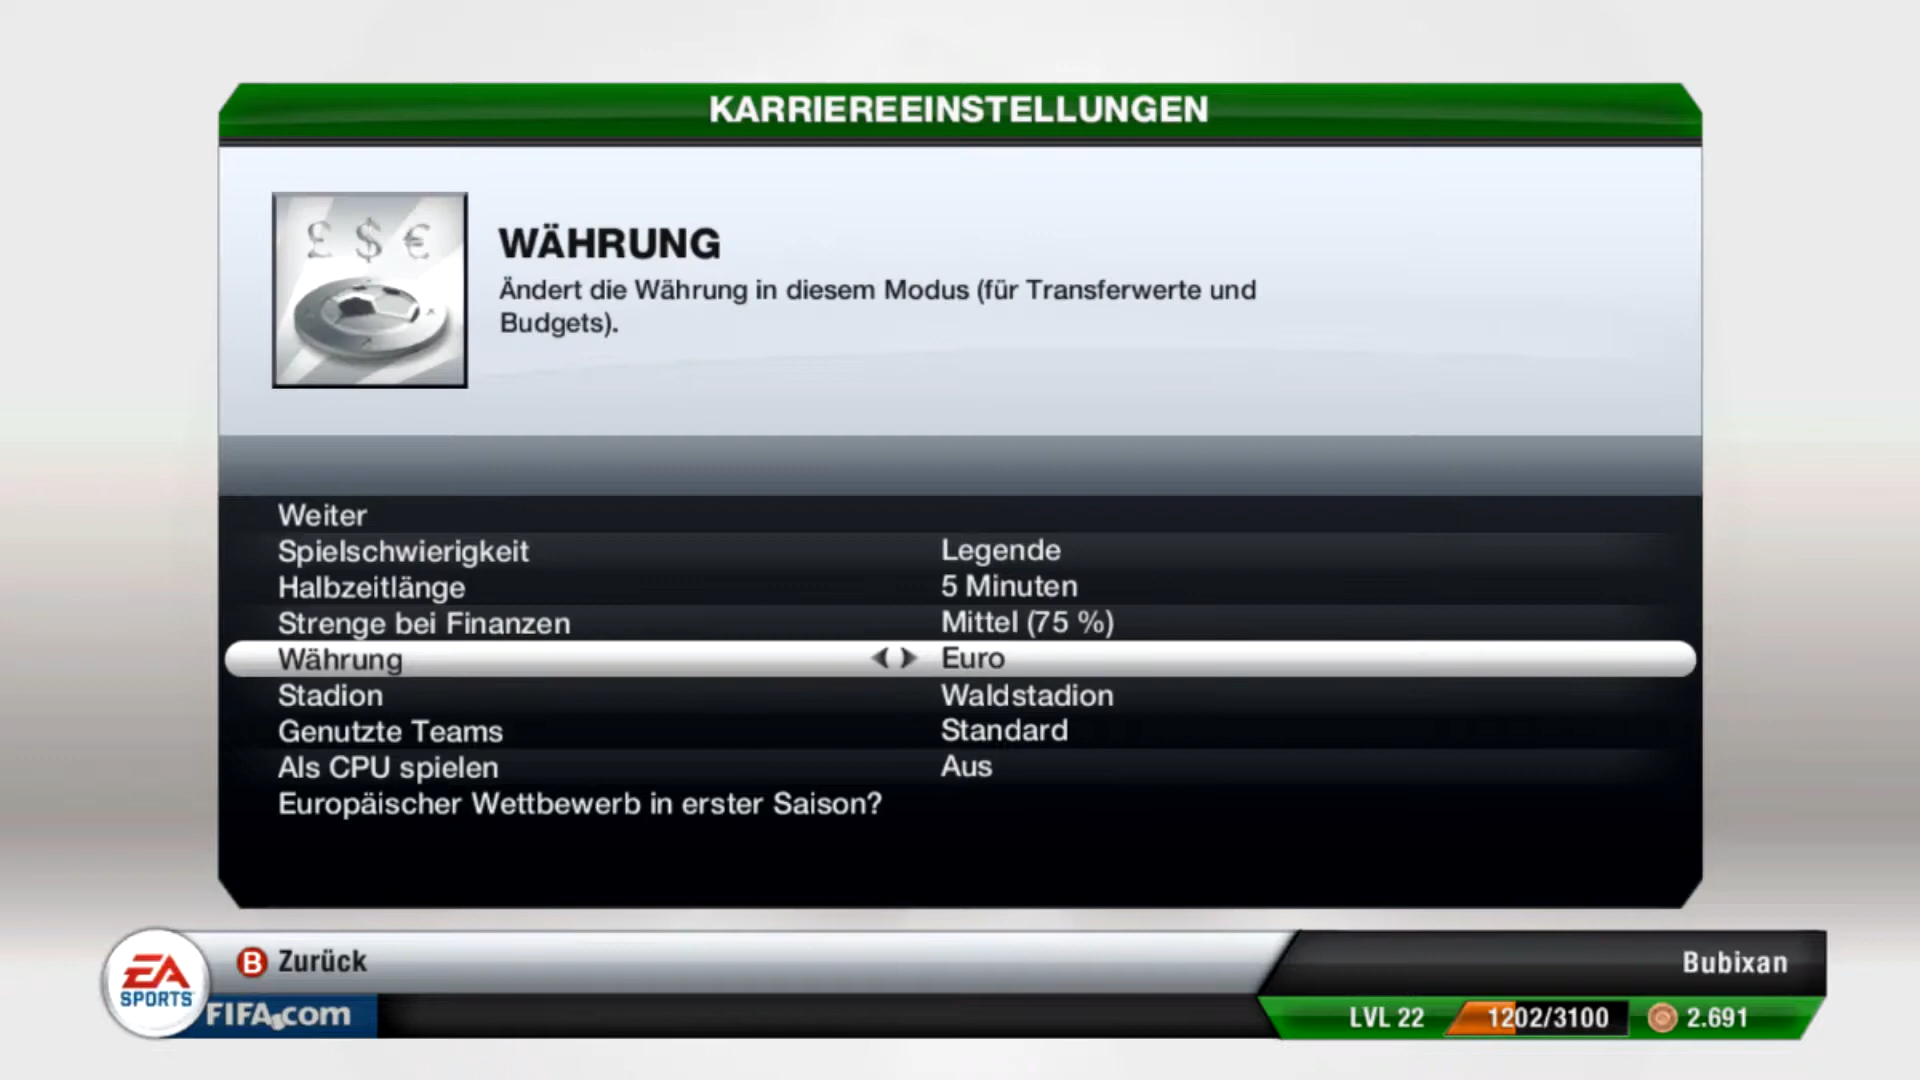 KARRIEREEINSTELLUNGEN
£ $ €
WÄHRUNG
Ändert die Währung in diesem Modus (für Transferwerte und
Budgets).
Weiter
Spielschwierigkeit Legende
Halbzeitlänge 5 Minuten
Strenge bei Finanzen Mittel (75 %)
Währung Euro
Stadion Waldstadion
Genutzte Teams Standard
Als CPU spielen Aus
Europäischer Wettbewerb in erster Saison?
EA SPORTS
B Zurück
Bubixan
FIFA.com
LVL 22 1202/3100 2.691